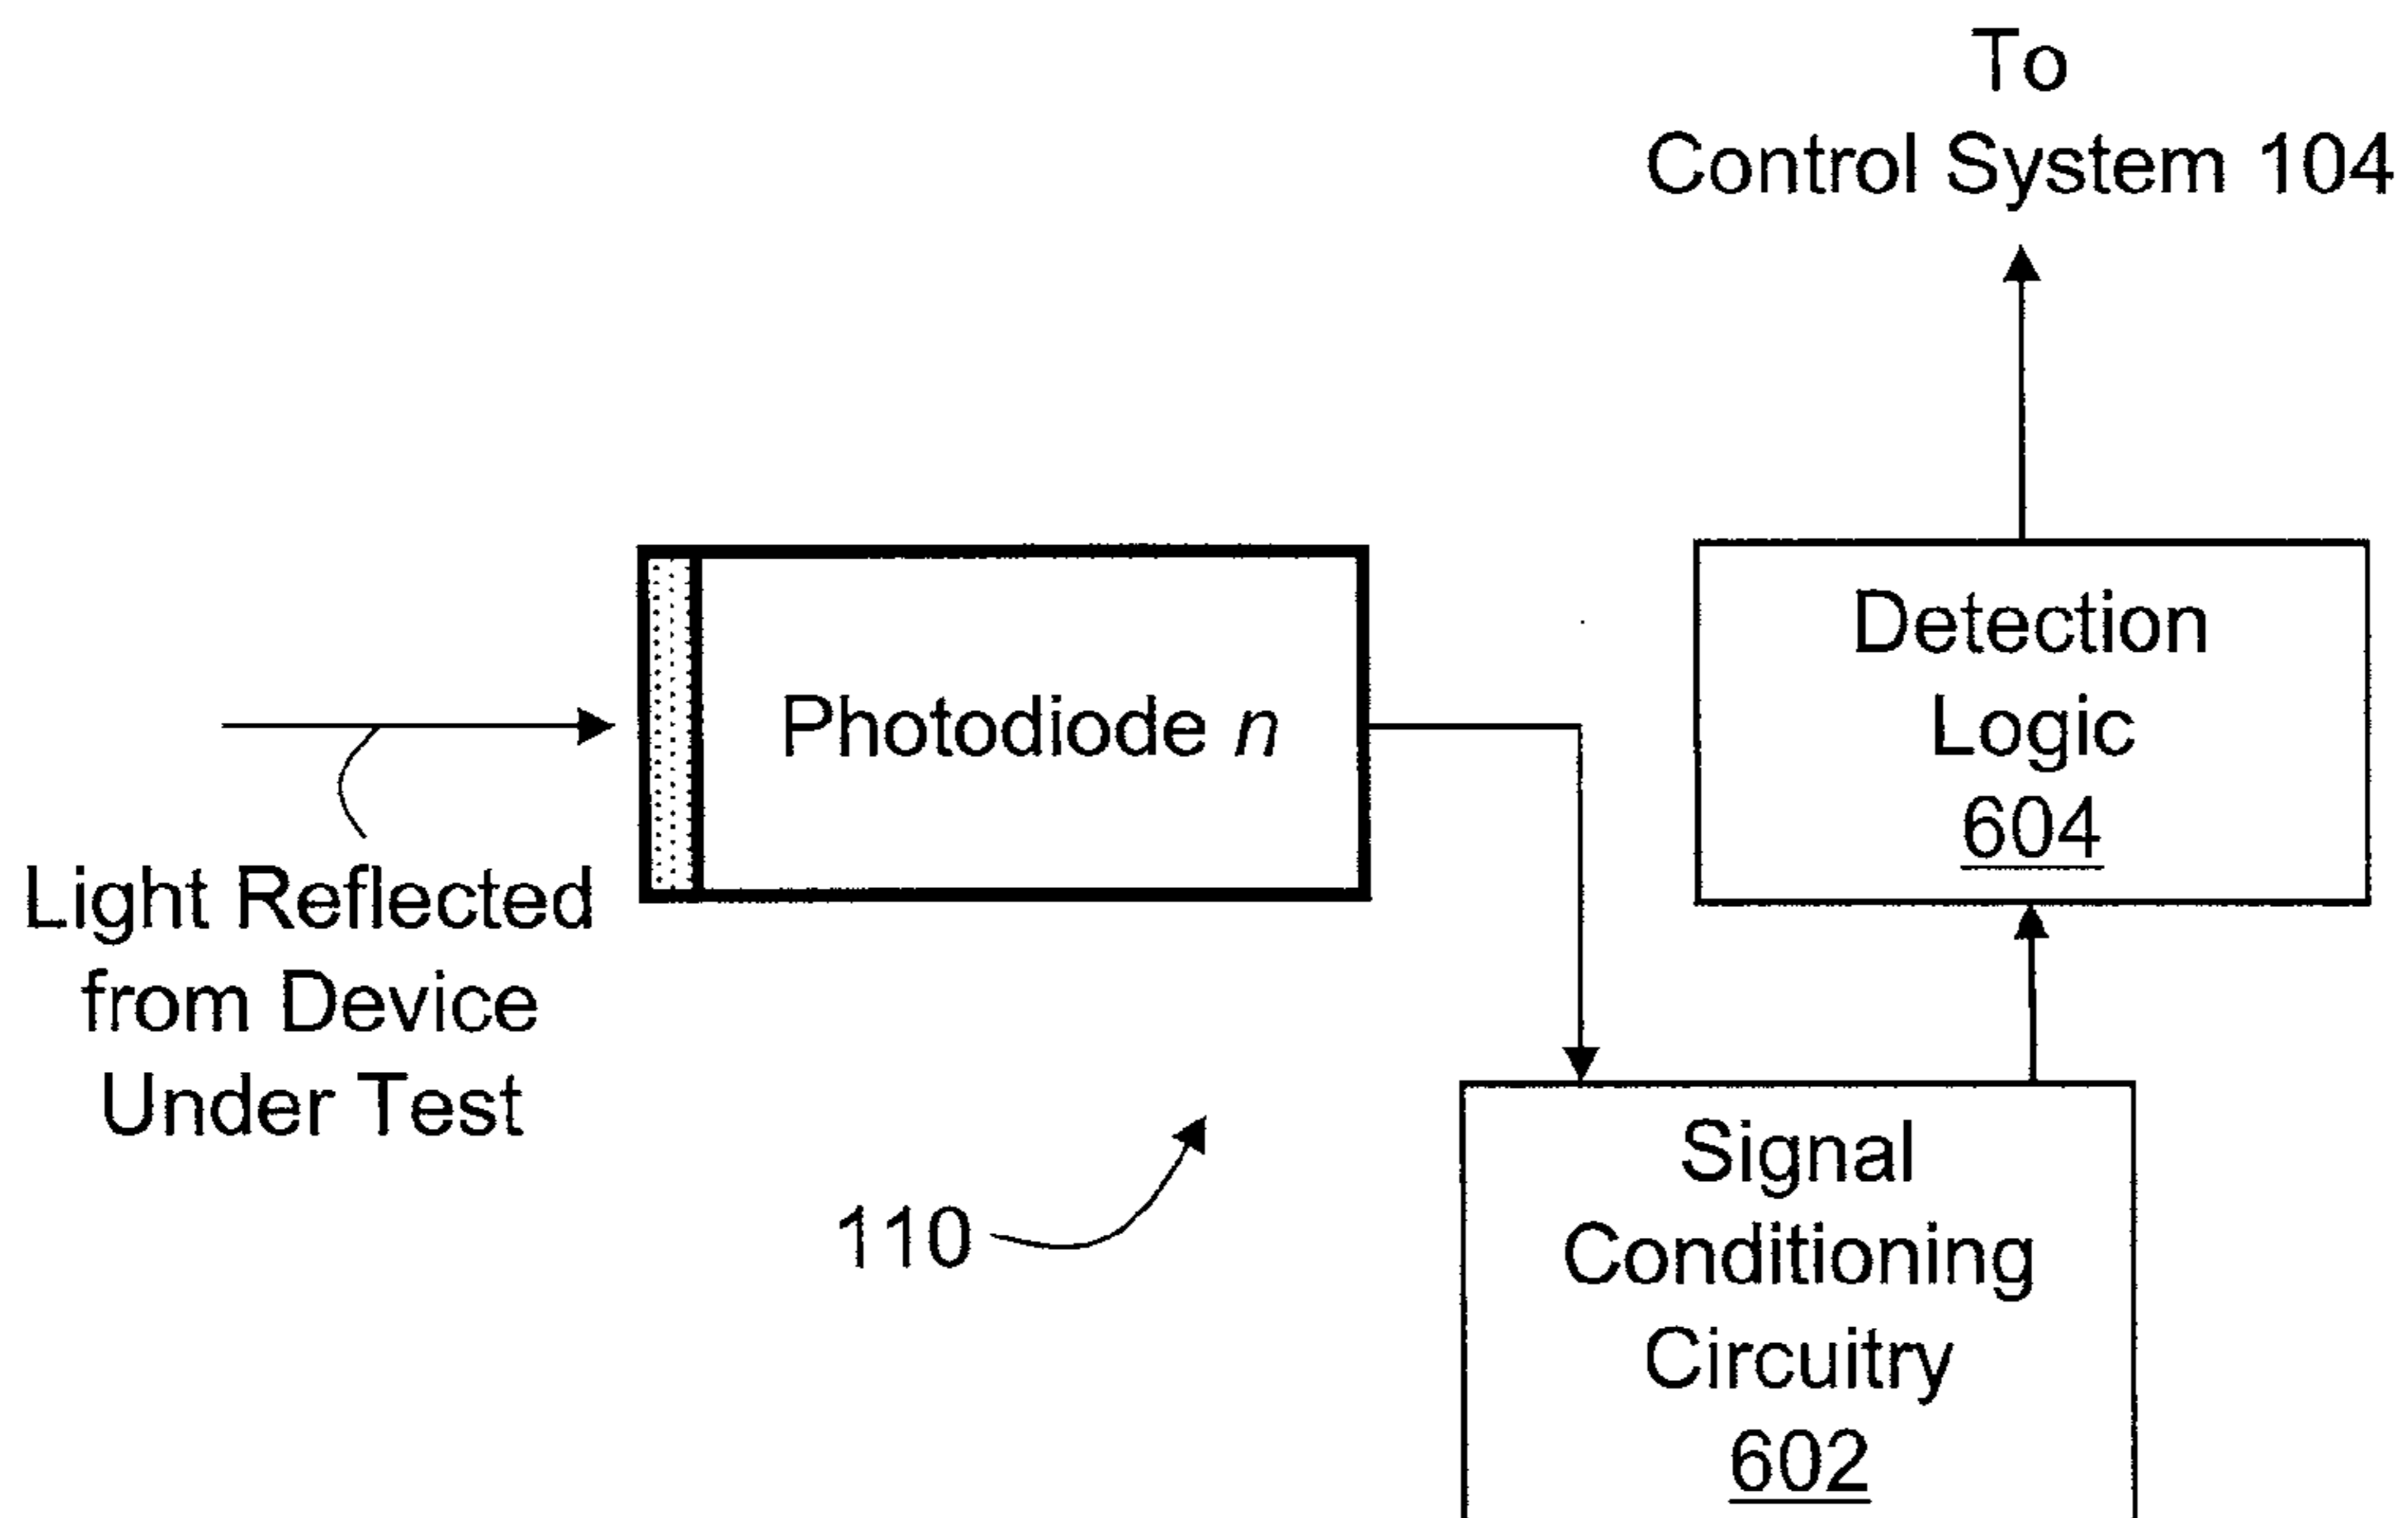 To
Control System 104
Detection
Logic
604
Photodiode n
Light Reflected
from Device
Under Test
110
Signal
Conditioning
Circuitry
602